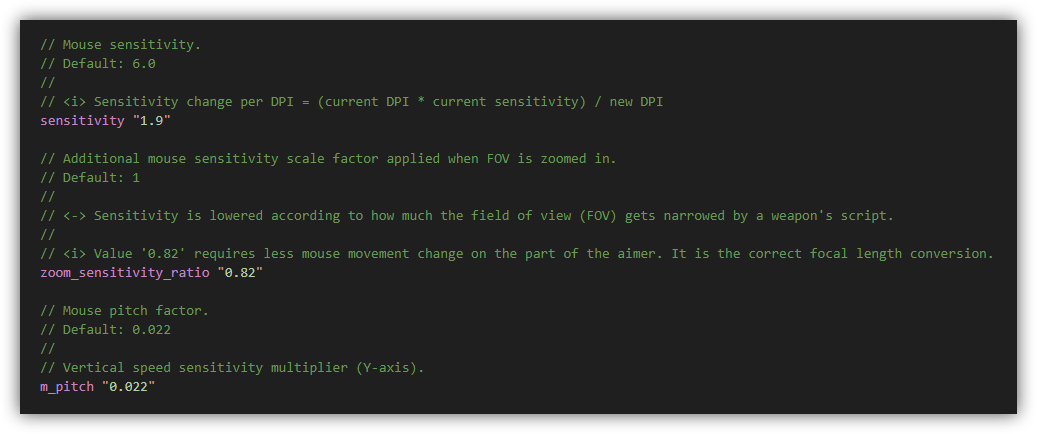 // Mouse sensitivity.
// Default: 6.0
//
// <i> Sensitivity change per DPI = (current DPI * current sensitivity) / new DPI
sensitivity "1.9"
// Additional mouse sensitivity scale factor applied when FOV is zoomed in.
// Default: 1
//
// <-> Sensitivity is lowered according to how much the field of view (FOV) gets narrowed by a weapon's script.
//
// <i> Value '0.82' requires less mouse movement change on the part of the aimer. It is the correct focal length conversion.
zoom_sensitivity_ratio "0.82"
// Mouse pitch factor.
// Default: 0.022
//
// Vertical speed sensitivity multiplier (Y-axis).
m_pitch "0.022"